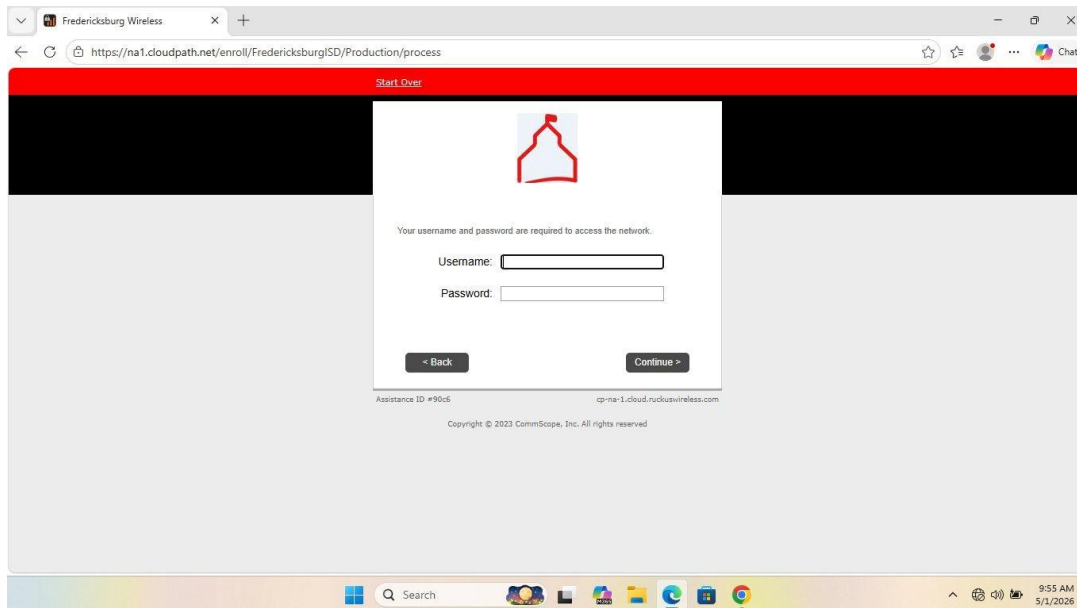 Fredericksburg Wireless
https://na1.cloudpath.net/enroll/FredericksburgISD/Production/process
Chat
Start Over
Your username and password are required to access the network.
Username:
Password:
< Back
Continue >
Assistance ID #90c6
cp-na-1.cloud.ruckuswireless.com
Copyright © 2023 CommScope, Inc. All rights reserved
Search
9:55 AM
5/1/2026